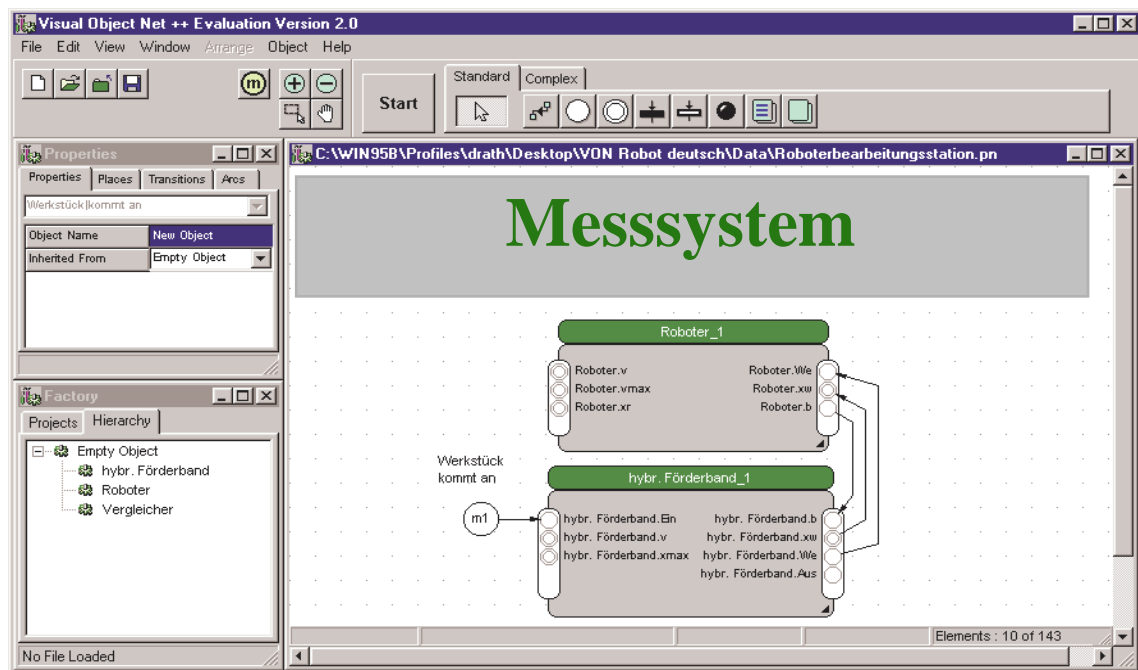 Visual Object Net ++ Evaluation Version 2.0
File Edit View Window Arrange Object Help
m
Start
Standard Complex
Properties
Properties Places Transitions Arcs
Werkstück|kommt an
Object Name New Object
Inherited From Empty Object
Factory
Projects Hierarchy
Empty Object
hybr. Förderband
Roboter
Vergleicher
No File Loaded
C:\WIN95B\Profiles\drath\Desktop\VON Robot deutsch\Data\Roboterbearbeitungsstation.pn
Messsystem
Roboter_1
Roboter.v Roboter.We
Roboter.vmax Roboter.xw
Roboter.xr Roboter.b
Werkstück
kommt an
m1
hybr. Förderband_1
hybr. Förderband.Ein hybr. Förderband.b
hybr. Förderband.v hybr. Förderband.xw
hybr. Förderband.xmax hybr. Förderband.We
hybr. Förderband.Aus
Elements : 10 of 143